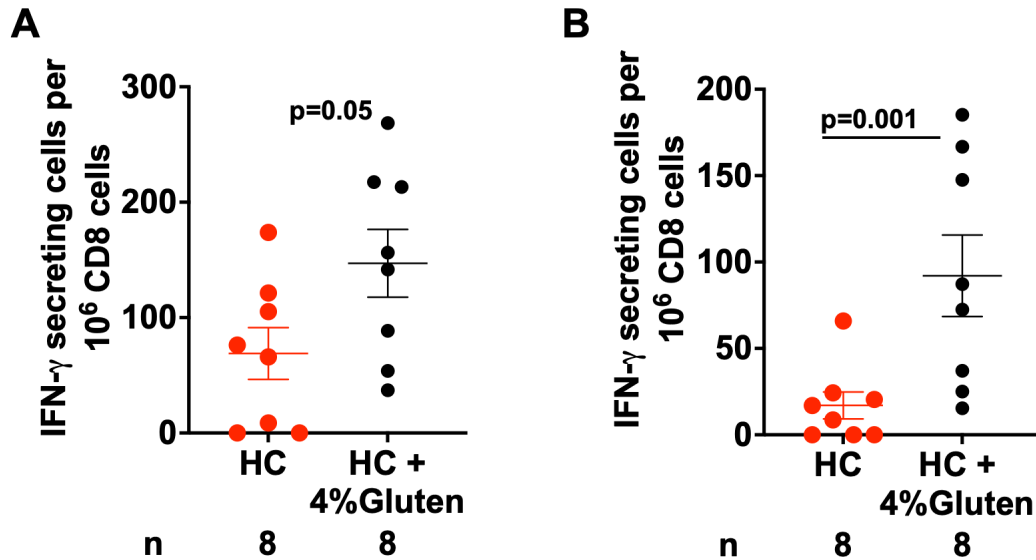 A
IFN-γ secreting cells per
10⁶ CD8 cells
300
200
100
0
p=0.05
HC
HC +
4%Gluten
n
8
8
B
IFN-γ secreting cells per
10⁶ CD8 cells
200
150
100
50
0
p=0.001
HC
HC +
4%Gluten
n
8
8